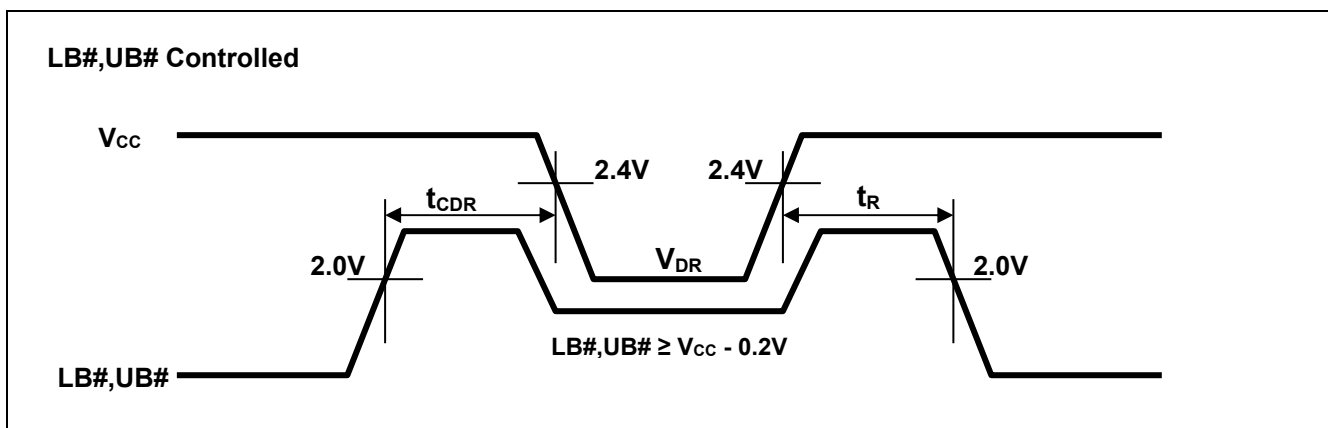 LB#,UB# Controlled
VCC
2.4V
2.4V
tCDR
tR
2.0V
VDR
2.0V
LB#,UB# ≥ VCC - 0.2V
LB#,UB#